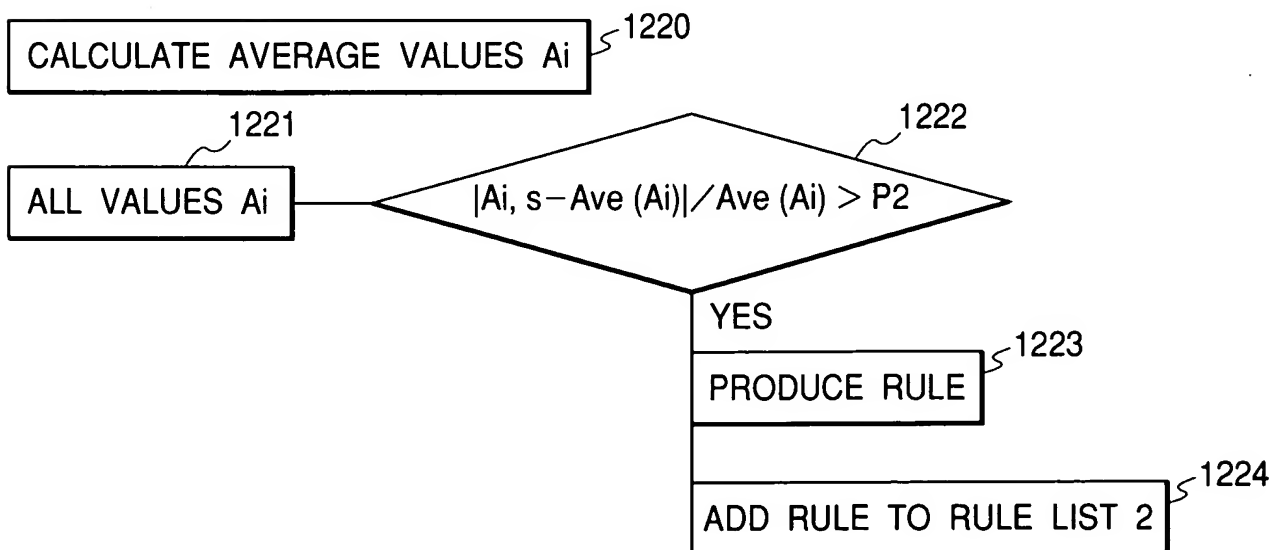 1220
CALCULATE AVERAGE VALUES Ai
1221
1222
ALL VALUES Ai
|Ai, s−Ave (Ai)|/Ave (Ai) > P2
YES
1223
PRODUCE RULE
1224
ADD RULE TO RULE LIST 2